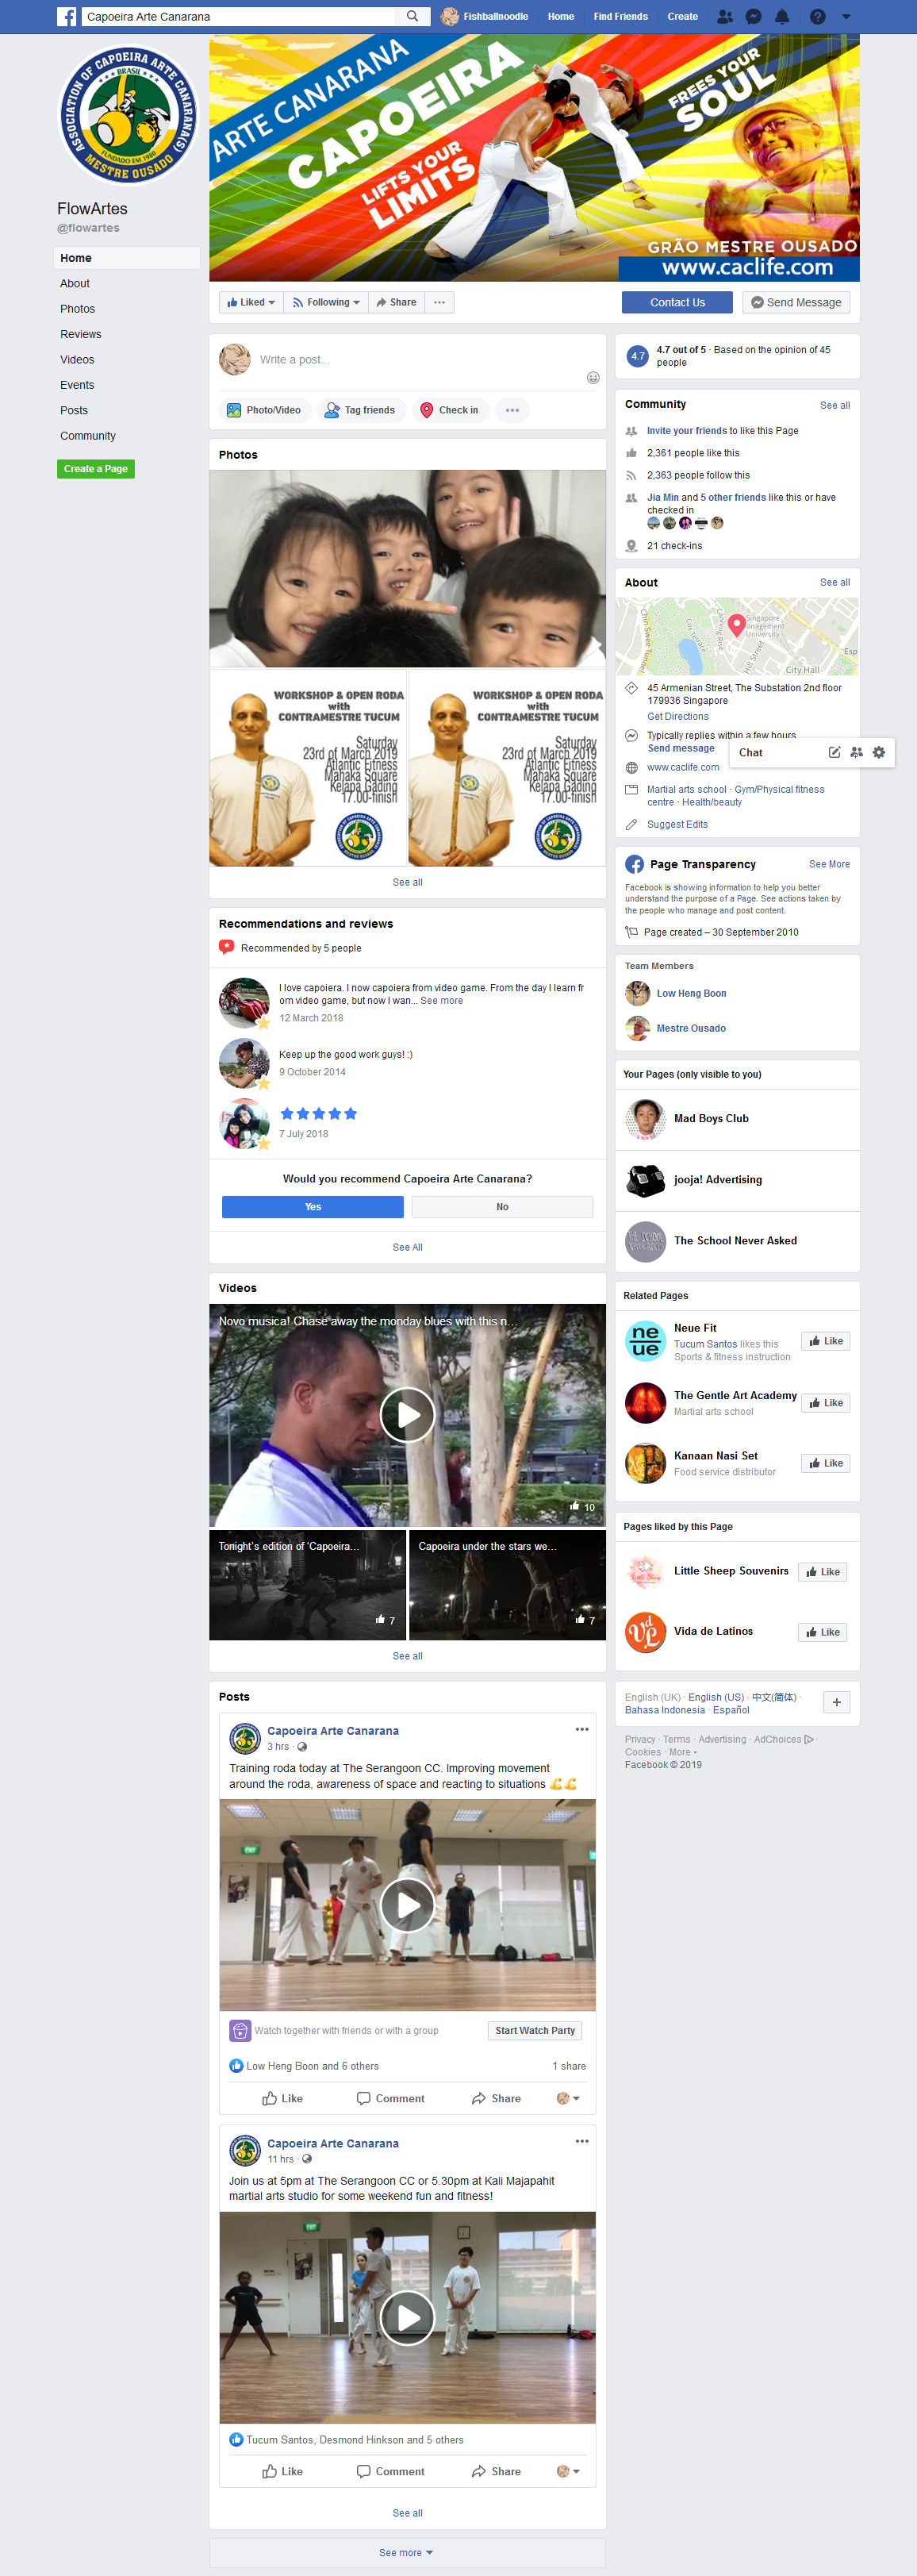 Capoeira Arte Canarana
Fishballnoodle
Home
Find Friends
Create
ASSOCIATION OF CAPOEIRA ARTE CANARANA(S)
BRASIL
FUNDADO EM 1980
MESTRE OUSADO
FlowArtes
@flowartes
Home
About
Photos
Reviews
Videos
Events
Posts
Community
Create a Page
ARTE CANARANA
CAPOEIRA
LIFTS YOUR
LIMITS
FREES YOUR
SOUL
GRÃO MESTRE OUSADO
www.caclife.com
Liked
Following
Share
Contact Us
Send Message
Write a post...
Photo/Video
Tag friends
Check in
Photos
WORKSHOP & OPEN RODA
with
CONTRAMESTRE TUCUM
Saturday
23rd of March 2019
Atlantic Fitness
Mahaka Square
Kelapa Gading
17.00-finish
WORKSHOP & OPEN RODA
with
CONTRAMESTRE TUCUM
Saturday
23rd of March 2019
Atlantic Fitness
Mahaka Square
Kelapa Gading
17.00-finish
See all
Recommendations and reviews
Recommended by 5 people
I love capoiera. I now capoiera from video game. From the day I learn fr
om video game, but now I wan... See more
12 March 2018
Keep up the good work guys! :)
9 October 2014
7 July 2018
Would you recommend Capoeira Arte Canarana?
Yes
No
See All
Videos
Novo musica! Chase away the monday blues with this n...
10
Tonight's edition of 'Capoeira...
7
Capoeira under the stars we...
7
See all
Posts
Capoeira Arte Canarana
3 hrs ·
Training roda today at The Serangoon CC. Improving movement
around the roda, awareness of space and reacting to situations 💪💪
Watch together with friends or with a group
Start Watch Party
Low Heng Boon and 6 others
1 share
Like
Comment
Share
Capoeira Arte Canarana
11 hrs ·
Join us at 5pm at The Serangoon CC or 5.30pm at Kali Majapahit
martial arts studio for some weekend fun and fitness!
Tucum Santos, Desmond Hinkson and 5 others
Like
Comment
Share
See all
See more
4.7
4.7 out of 5 · Based on the opinion of 45
people
Community
See all
Invite your friends to like this Page
2,361 people like this
2,363 people follow this
Jia Min and 5 other friends like this or have
checked in
21 check-ins
About
See all
Singapore
Management
University
Chin Swee Tunnel
Cox Terrace
Canning Rise
Hill Street
City Hall
Esp
45 Armenian Street, The Substation 2nd floor
179936 Singapore
Get Directions
Typically replies within a few hours
Send message
Chat
www.caclife.com
Martial arts school · Gym/Physical fitness
centre · Health/beauty
Suggest Edits
Page Transparency
See More
Facebook is showing information to help you better
understand the purpose of a Page. See actions taken by
the people who manage and post content.
Page created – 30 September 2010
Team Members
Low Heng Boon
Mestre Ousado
Your Pages (only visible to you)
Mad Boys Club
jooja! Advertising
The School Never Asked
Related Pages
ne
ue
Neue Fit
Tucum Santos likes this
Sports & fitness instruction
Like
The Gentle Art Academy
Martial arts school
Like
Kanaan Nasi Set
Food service distributor
Like
Pages liked by this Page
Little Sheep Souvenirs
Like
Vida de Latinos
Like
English (UK) · English (US) · 中文(简体) ·
Bahasa Indonesia · Español
Privacy · Terms · Advertising · AdChoices ·
Cookies · More
Facebook © 2019